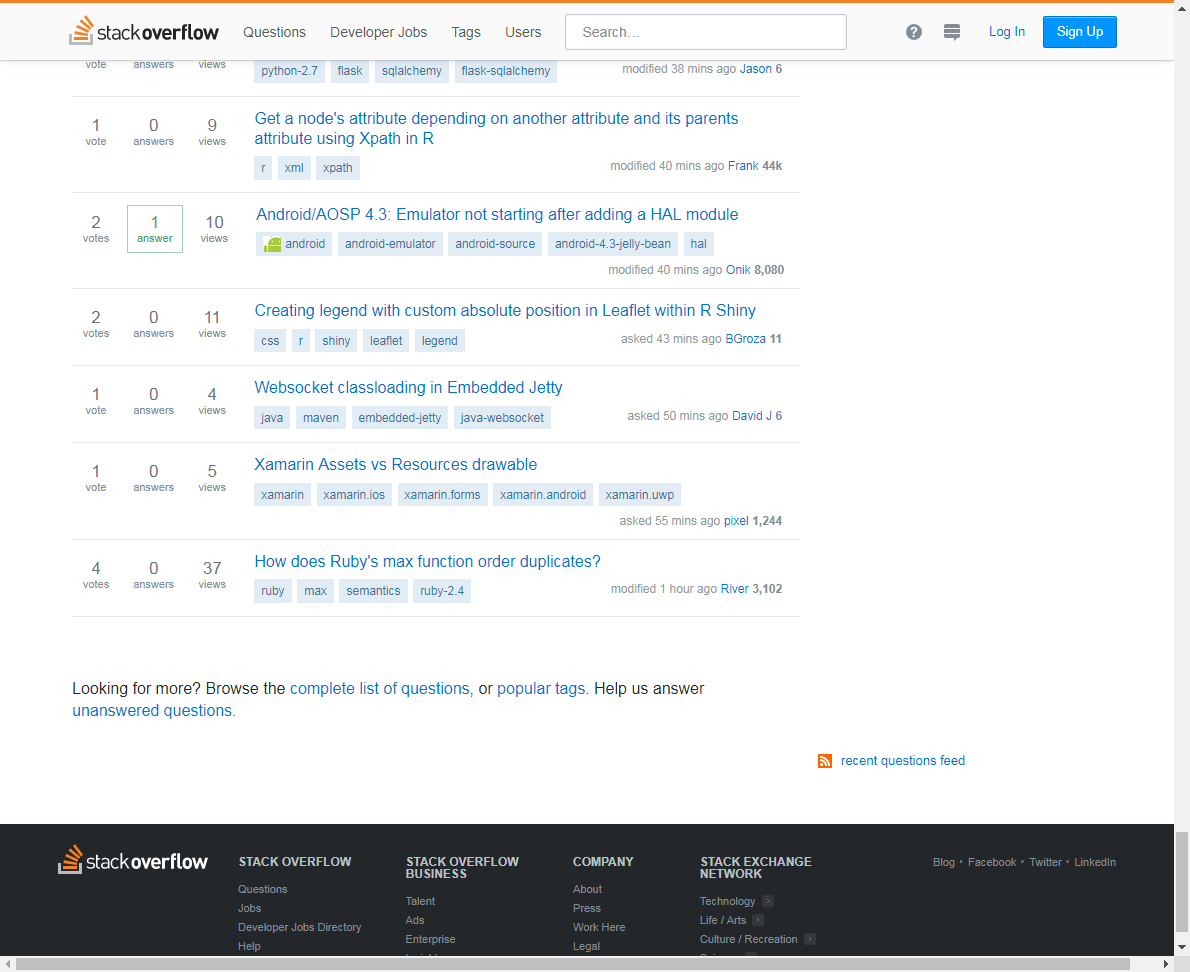 stackoverflow Questions Developer Jobs Tags Users Search... Log In Sign Up
vote answers views
python-2.7 flask sqlalchemy flask-sqlalchemy modified 38 mins ago Jason 6
1 vote 0 answers 9 views
Get a node's attribute depending on another attribute and its parents
attribute using Xpath in R
r xml xpath modified 40 mins ago Frank 44k
2 votes 1 answer 10 views
Android/AOSP 4.3: Emulator not starting after adding a HAL module
android android-emulator android-source android-4.3-jelly-bean hal
modified 40 mins ago Onik 8,080
2 votes 0 answers 11 views
Creating legend with custom absolute position in Leaflet within R Shiny
css r shiny leaflet legend asked 43 mins ago BGroza 11
1 vote 0 answers 4 views
Websocket classloading in Embedded Jetty
java maven embedded-jetty java-websocket asked 50 mins ago David J 6
1 vote 0 answers 5 views
Xamarin Assets vs Resources drawable
xamarin xamarin.ios xamarin.forms xamarin.android xamarin.uwp
asked 55 mins ago pixel 1,244
4 votes 0 answers 37 views
How does Ruby's max function order duplicates?
ruby max semantics ruby-2.4 modified 1 hour ago River 3,102
Looking for more? Browse the complete list of questions, or popular tags. Help us answer
unanswered questions.
recent questions feed
stackoverflow
STACK OVERFLOW
Questions
Jobs
Developer Jobs Directory
Help
STACK OVERFLOW
BUSINESS
Talent
Ads
Enterprise
COMPANY
About
Press
Work Here
Legal
STACK EXCHANGE
NETWORK
Technology
Life / Arts
Culture / Recreation
Blog • Facebook • Twitter • LinkedIn